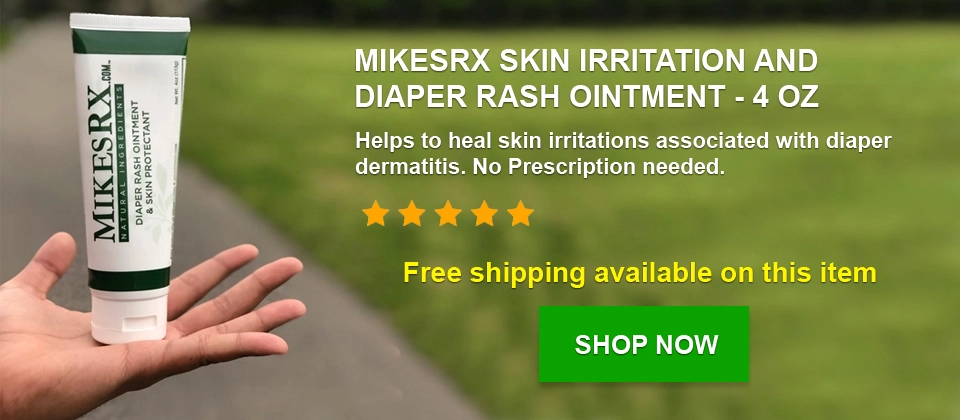 MIKESRX.COM™
NATURAL INGREDIENTS
DIAPER RASH OINTMENT
& SKIN PROTECTANT
MIKESRX SKIN IRRITATION AND
DIAPER RASH OINTMENT - 4 OZ
Helps to heal skin irritations associated with diaper
dermatitis. No Prescription needed.
Free shipping available on this item
SHOP NOW